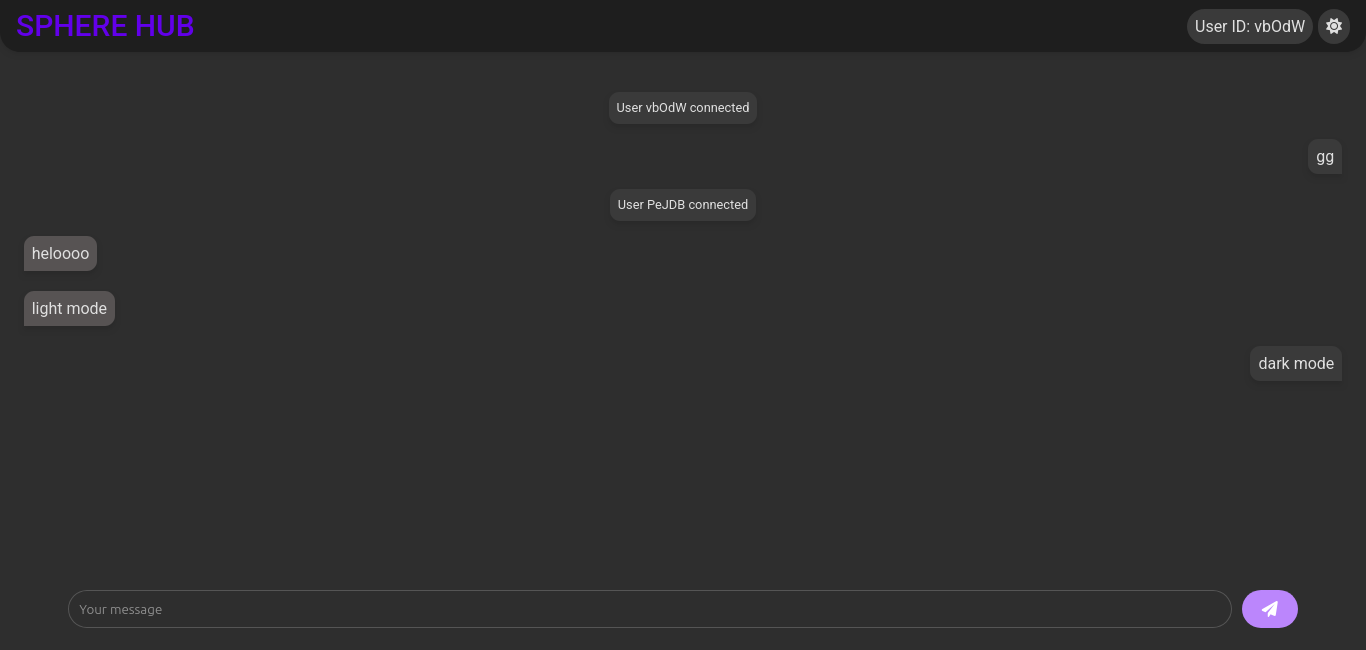 SPHERE HUB
User ID: vbOdW
User vbOdW connected
gg
User PeJDB connected
heloooo
light mode
dark mode
Your message